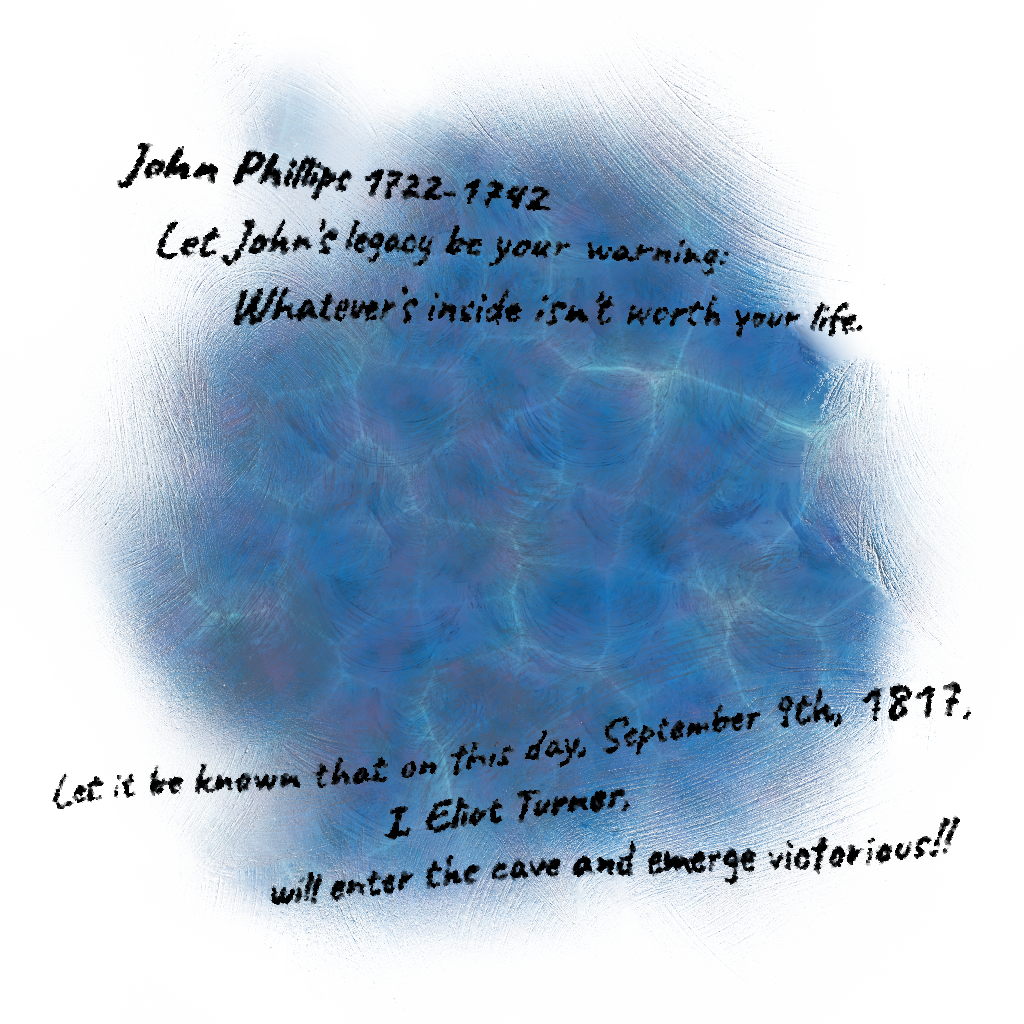 John Phillips 1722-1742
Let John's legacy be your warning:
Whatever's inside isn't worth your life.
Let it be known that on this day, September 9th, 1817,
I Eliot Turner,
will enter the cave and emerge victorious!!